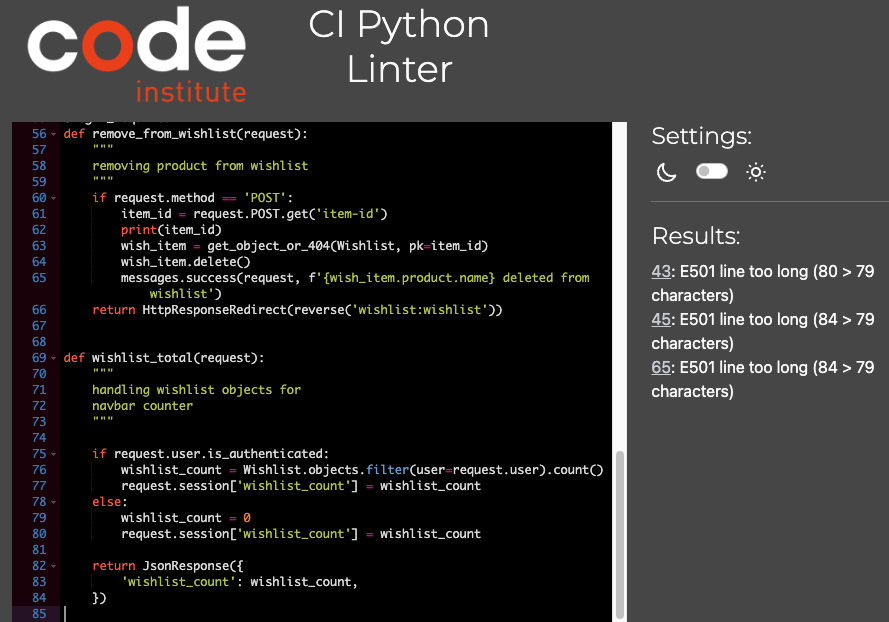 code
institute
CI Python
Linter
56 def remove_from_wishlist(request):
57 """
58 removing product from wishlist
59 """
60 if request.method == 'POST':
61 item_id = request.POST.get('item-id')
62 print(item_id)
63 wish_item = get_object_or_404(Wishlist, pk=item_id)
64 wish_item.delete()
65 messages.success(request, f'{wish_item.product.name} deleted from
wishlist')
66 return HttpResponseRedirect(reverse('wishlist:wishlist'))
67
68
69 def wishlist_total(request):
70 """
71 handling wishlist objects for
72 navbar counter
73 """
74
75 if request.user.is_authenticated:
76 wishlist_count = Wishlist.objects.filter(user=request.user).count()
77 request.session['wishlist_count'] = wishlist_count
78 else:
79 wishlist_count = 0
80 request.session['wishlist_count'] = wishlist_count
81
82 return JsonResponse({
83 'wishlist_count': wishlist_count,
84 })
85
Settings:
Results:
43: E501 line too long (80 > 79
characters)
45: E501 line too long (84 > 79
characters)
65: E501 line too long (84 > 79
characters)